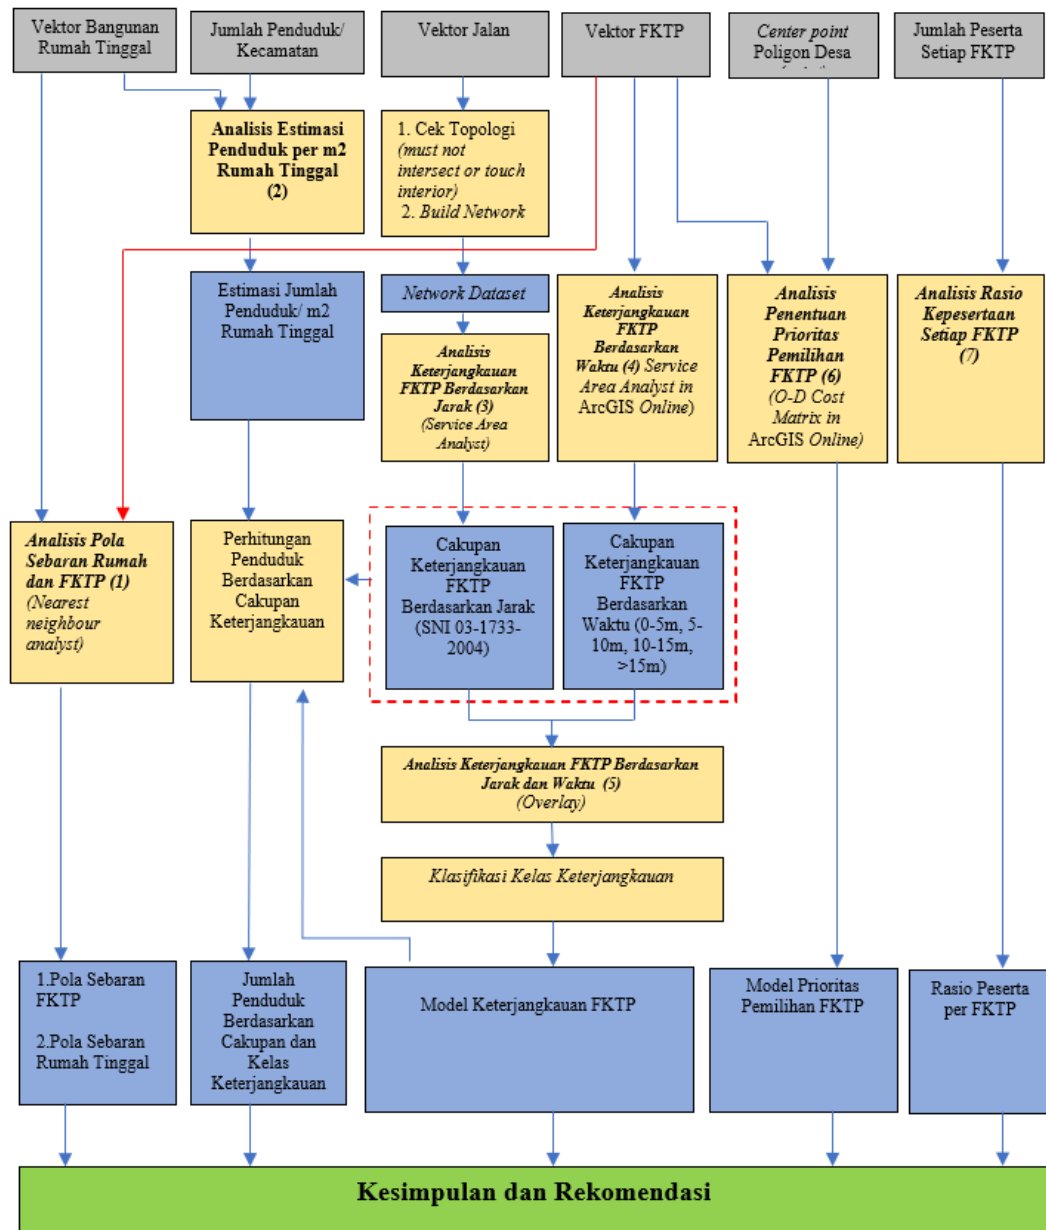 Vektor Bangunan
Rumah Tinggal
Jumlah Penduduk/
Kecamatan
Vektor Jalan
Vektor FKTP
Center point
Poligon Desa
Jumlah Peserta
Setiap FKTP
Analisis Estimasi
Penduduk per m2
Rumah Tinggal
(2)
1. Cek Topologi
(must not
intersect or touch
interior)
2. Build Network
Estimasi Jumlah
Penduduk/ m2
Rumah Tinggal
Network Dataset
Analisis
Keterjangkauan
FKTP Berdasarkan
Jarak (3)
(Service Area
Analyst)
Analisis
Keterjangkauan
FKTP
Berdasarkan
Waktu (4) Service
Area Analyst in
ArcGIS Online)
Analisis
Penentuan
Prioritas
Pemilihan
FKTP (6)
(O-D Cost
Matrix in
ArcGIS Online)
Analisis Rasio
Kepesertaan
Setiap FKTP
(7)
Analisis Pola
Sebaran Rumah
dan FKTP (1)
(Nearest
neighbour
analyst)
Perhitungan
Penduduk
Berdasarkan
Cakupan
Keterjangkauan
Cakupan
Keterjangkauan
FKTP
Berdasarkan Jarak
(SNI 03-1733-
2004)
Cakupan
Keterjangkauan
FKTP
Berdasarkan
Waktu (0-5m, 5-
10m, 10-15m,
>15m)
Analisis Keterjangkauan FKTP Berdasarkan
Jarak dan Waktu (5)
(Overlay)
Klasifikasi Kelas Keterjangkauan
1.Pola Sebaran
FKTP
2.Pola Sebaran
Rumah Tinggal
Jumlah
Penduduk
Berdasarkan
Cakupan dan
Kelas
Keterjangkauan
Model Keterjangkauan FKTP
Model Prioritas
Pemilihan FKTP
Rasio Peserta
per FKTP
Kesimpulan dan Rekomendasi